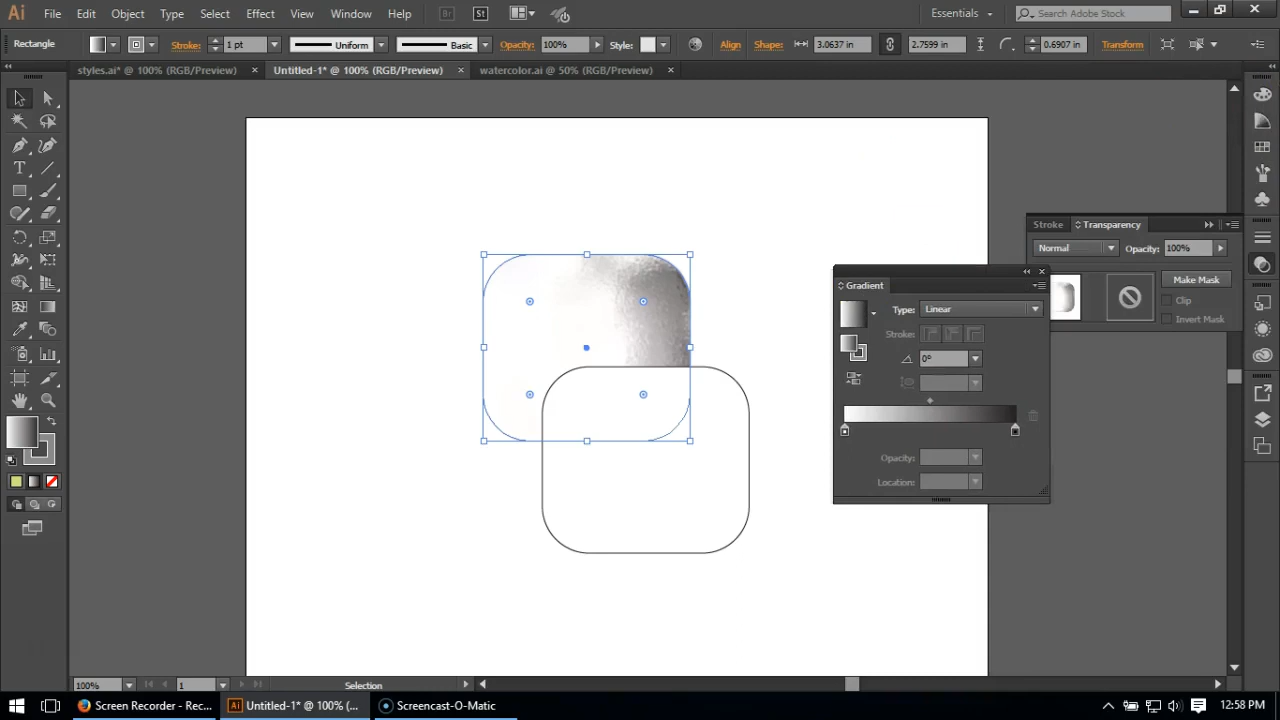 Ai File Edit Object Type Select Effect View Window Help Br St Essentials Search Adobe Stock
Rectangle Stroke: 1 pt Uniform Basic Opacity: 100% Style: Align Shape: 3.0637 in 2.7599 in 0.6907 in Transform
styles.ai* @ 100% (RGB/Preview) Untitled-1* @ 100% (RGB/Preview) watercolor.ai @ 50% (RGB/Preview)
Stroke Transparency
Normal Opacity: 100%
Make Mask
Clip
Invert Mask
Gradient
Type: Linear
Stroke:
0°
Opacity:
Location:
100% 1 Selection
Screen Recorder - Rec... Ai Untitled-1* @ 100% (... Screencast-O-Matic 12:58 PM